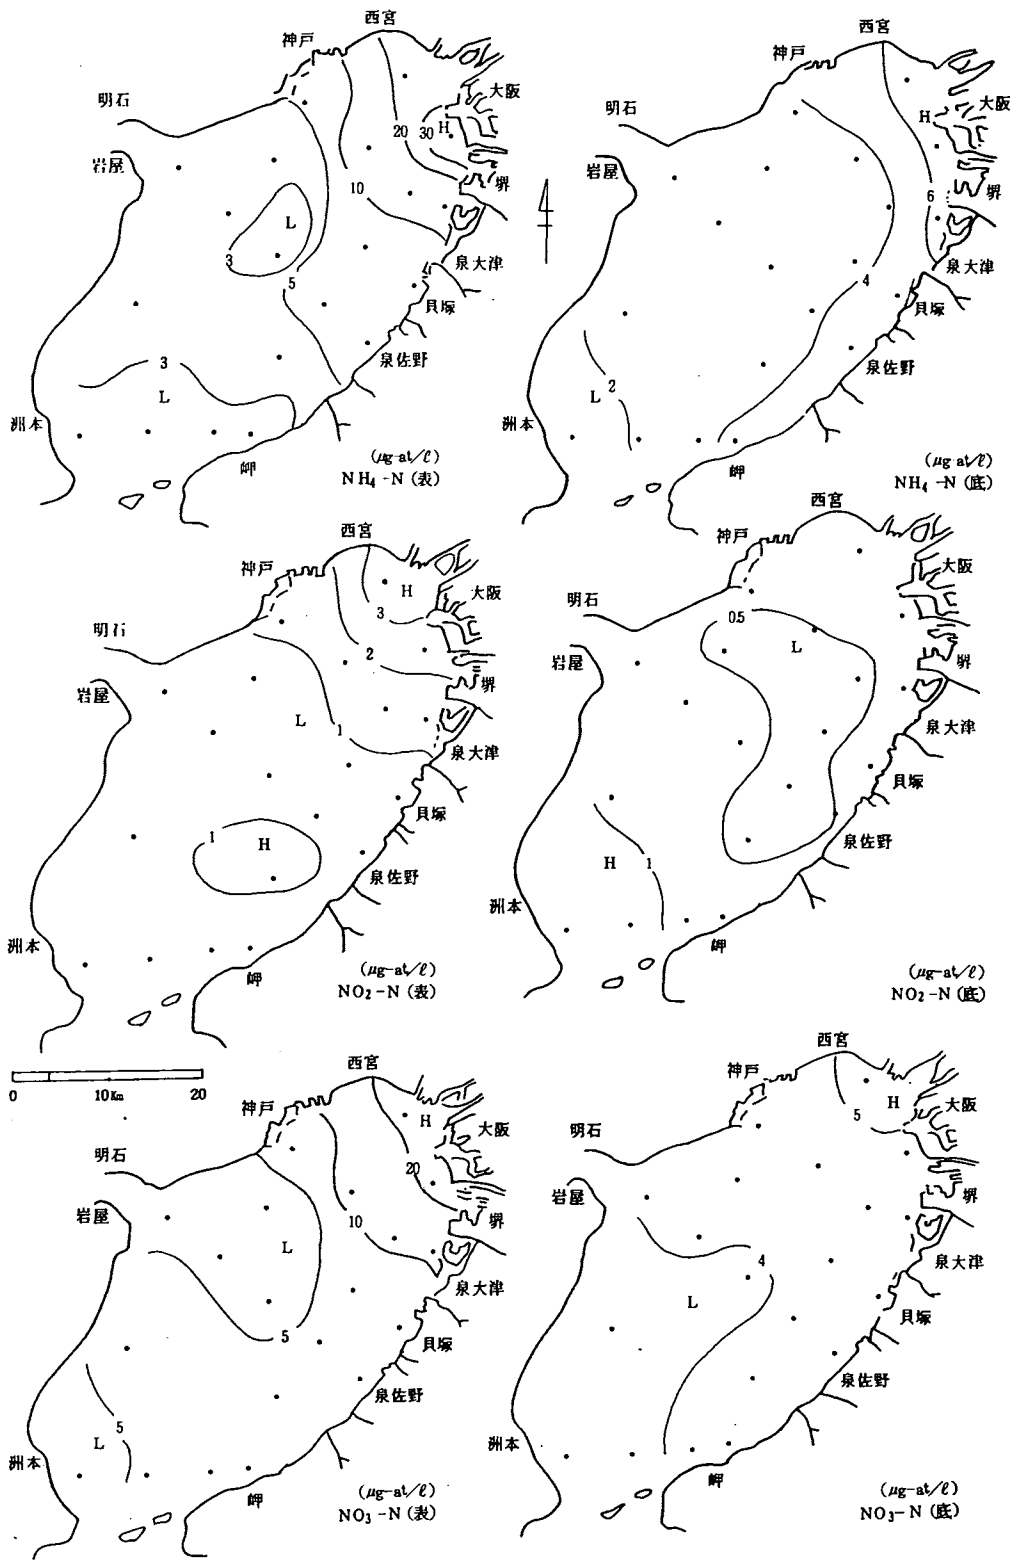 西宮
神戸
明石
大阪
20
30
H
岩屋
堺
10
L
3
泉大津
5
貝塚
3
泉佐野
L
洲本
岬
(μg-at/ℓ)
NH₄-N (表)
西宮
神戸
大阪
明石
H
岩屋
堺
6
泉大津
4
貝塚
泉佐野
2
L
洲本
岬
(μg-at/ℓ)
NH₄-N (底)
西宮
神戸
H
大阪
3
明石
2
岩屋
堺
L
1
泉大津
貝塚
1
H
泉佐野
洲本
岬
(μg-at/ℓ)
NO₂-N (表)
西宮
神戸
大阪
明石
0.5
L
岩屋
堺
泉大津
貝塚
泉佐野
H
1
洲本
岬
(μg-at/ℓ)
NO₂-N (底)
0 10Km 20
西宮
神戸
H
大阪
明石
20
岩屋
10
堺
L
泉大津
5
貝塚
泉佐野
5
L
洲本
岬
(μg-at/ℓ)
NO₃-N (表)
西宮
神戸
H
5
大阪
明石
岩屋
堺
4
泉大津
L
貝塚
泉佐野
洲本
岬
(μg-at/ℓ)
NO₃-N (底)